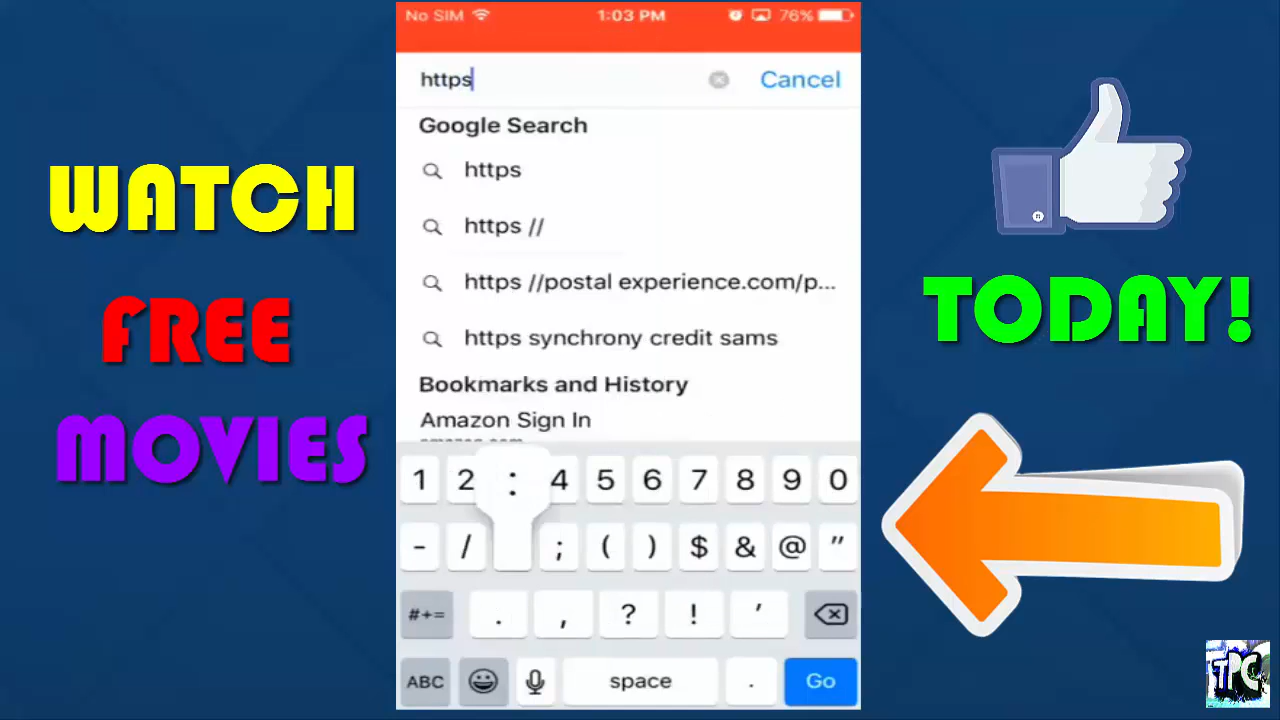 WATCH
FREE
MOVIES
No SIM 1:03 PM 76%
https Cancel
Google Search
https
https //
https //postal experience.com/p...
https synchrony credit sams
Bookmarks and History
Amazon Sign In
1 2 : 4 5 6 7 8 9 0
- / ; ( ) $ & @ "
#+= . , ? ! '
ABC space . Go
TODAY!
TPC